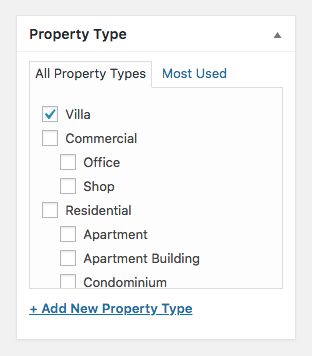 Property Type
All Property Types Most Used
Villa
Commercial
Office
Shop
Residential
Apartment
Apartment Building
Condominium
+ Add New Property Type